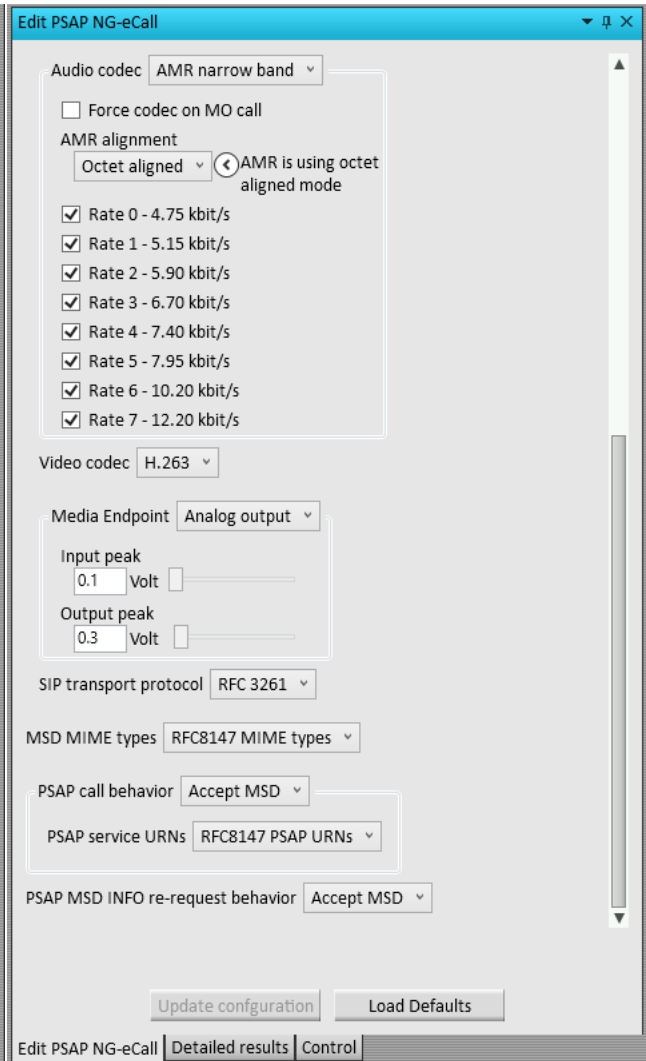 Edit PSAP NG-eCall
Audio codec AMR narrow band
Force codec on MO call
AMR alignment
Octet aligned AMR is using octet
aligned mode
Rate 0 - 4.75 kbit/s
Rate 1 - 5.15 kbit/s
Rate 2 - 5.90 kbit/s
Rate 3 - 6.70 kbit/s
Rate 4 - 7.40 kbit/s
Rate 5 - 7.95 kbit/s
Rate 6 - 10.20 kbit/s
Rate 7 - 12.20 kbit/s
Video codec H.263
Media Endpoint Analog output
Input peak
0.1 Volt
Output peak
0.3 Volt
SIP transport protocol RFC 3261
MSD MIME types RFC8147 MIME types
PSAP call behavior Accept MSD
PSAP service URNs RFC8147 PSAP URNs
PSAP MSD INFO re-request behavior Accept MSD
Update confguration Load Defaults
Edit PSAP NG-eCall Detailed results Control